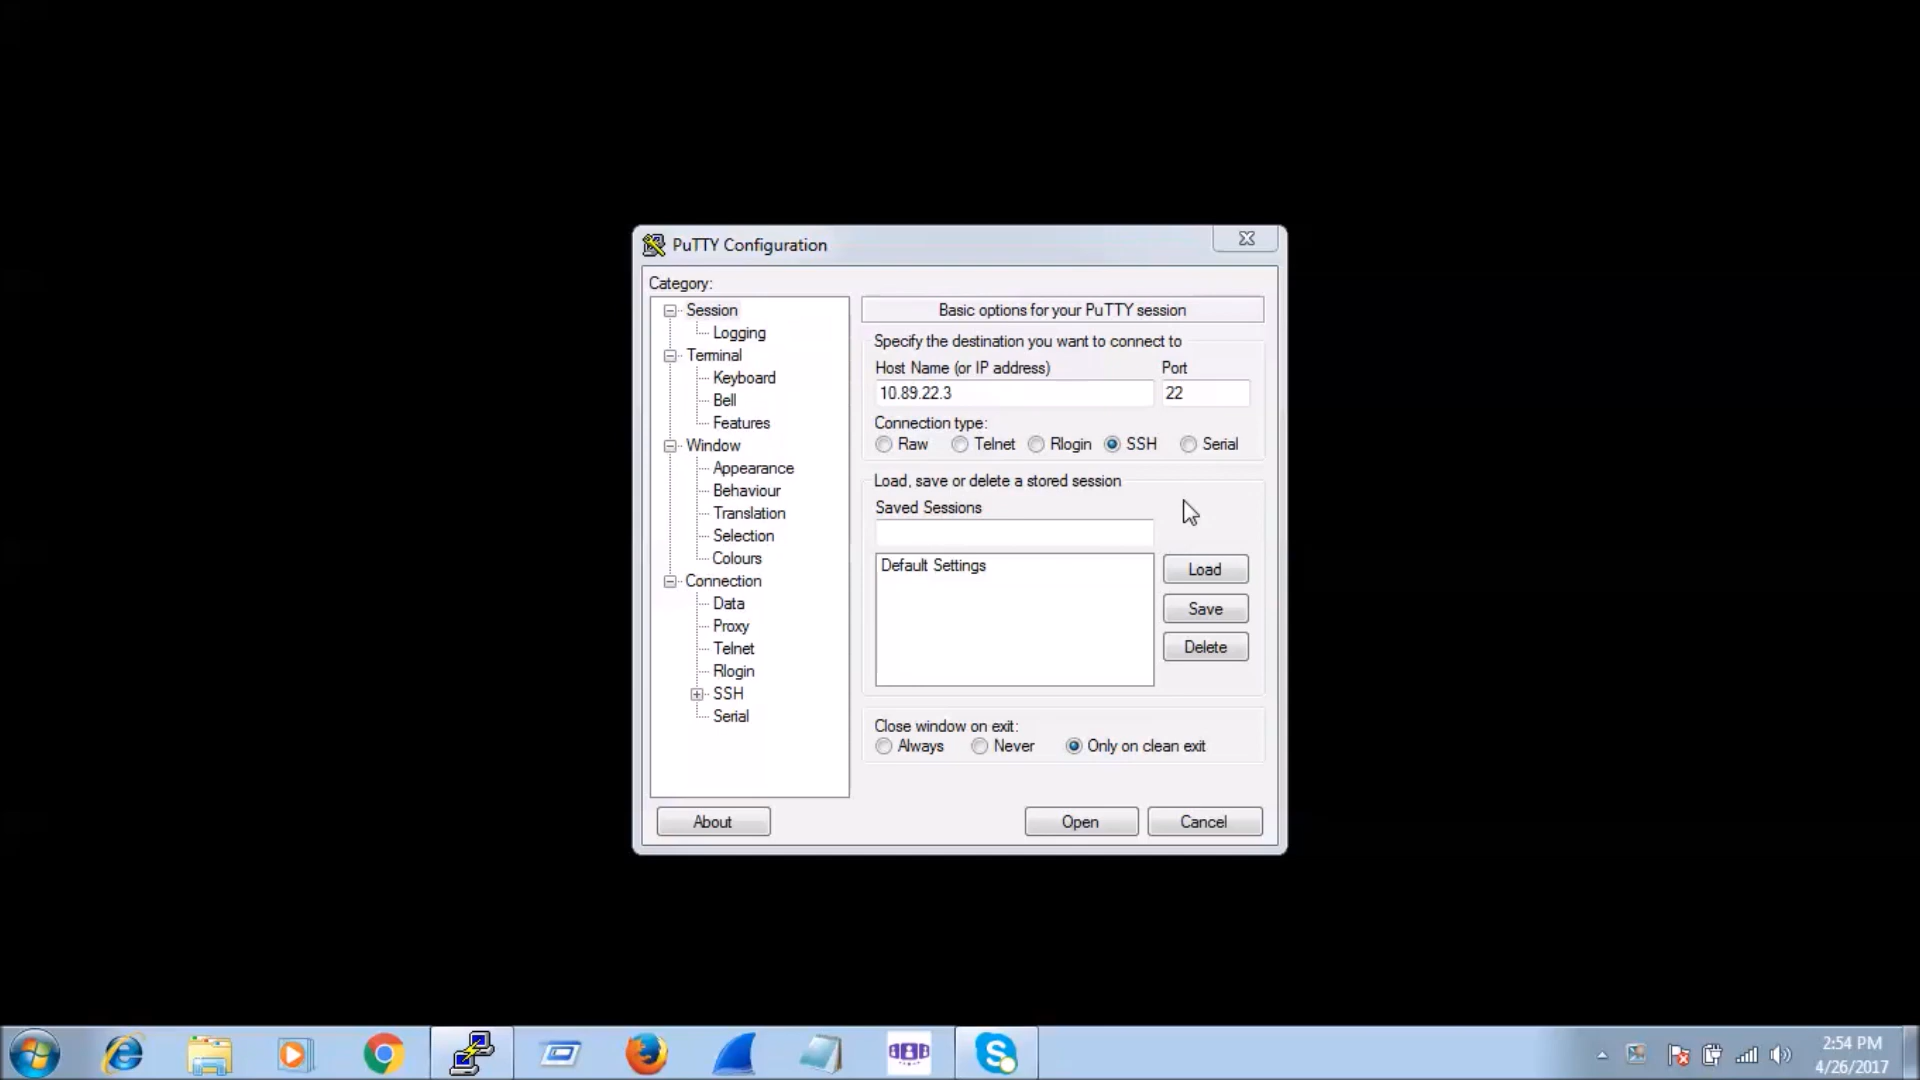 PuTTY Configuration
Category:
Session
Logging
Terminal
Keyboard
Bell
Features
Window
Appearance
Behaviour
Translation
Selection
Colours
Connection
Data
Proxy
Telnet
Rlogin
SSH
Serial
Basic options for your PuTTY session
Specify the destination you want to connect to
Host Name (or IP address) Port
10.89.22.3 22
Connection type:
Raw Telnet Rlogin SSH Serial
Load, save or delete a stored session
Saved Sessions
Default Settings
Load
Save
Delete
Close window on exit:
Always Never Only on clean exit
About Open Cancel
2:54 PM
4/26/2017